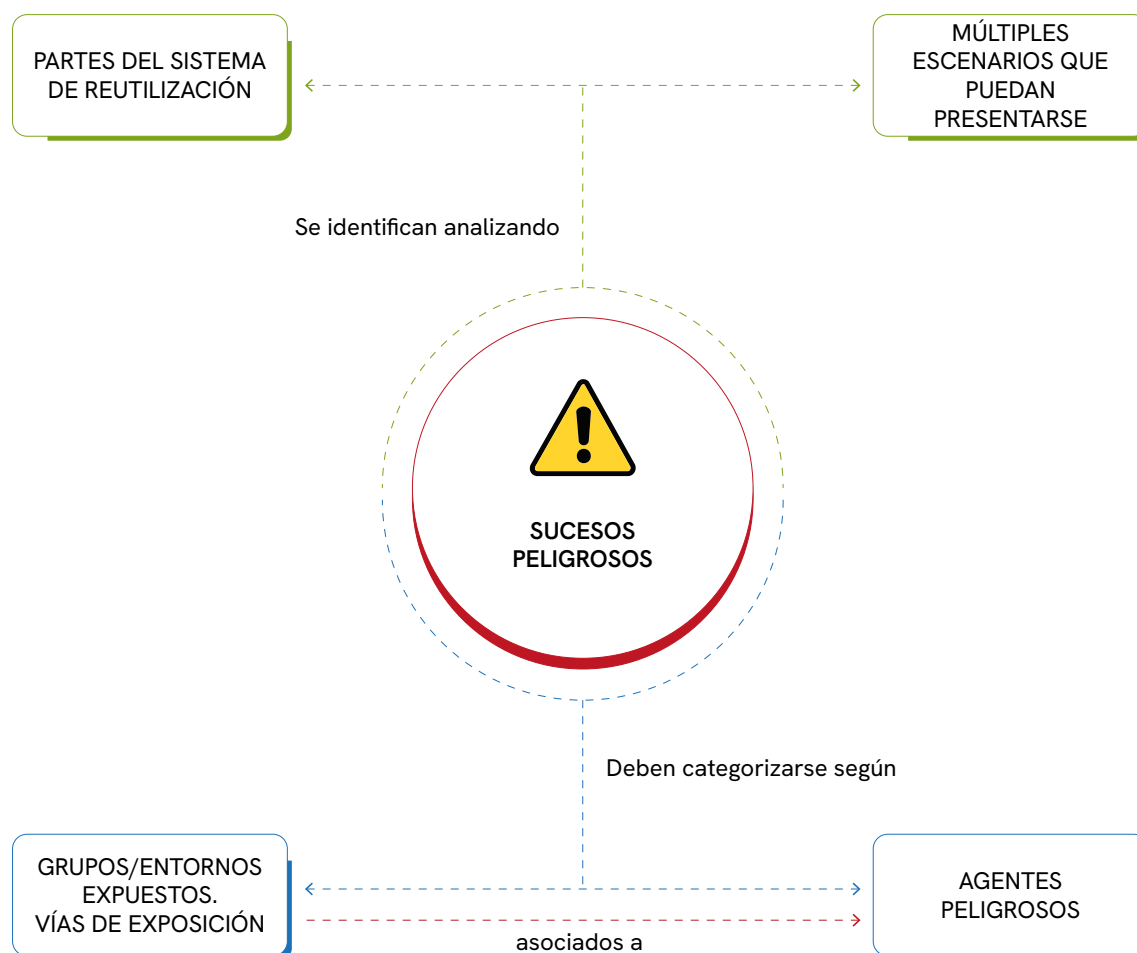 PARTES DEL SISTEMA
DE REUTILIZACIÓN
MÚLTIPLES
ESCENARIOS QUE
PUEDAN
PRESENTARSE
Se identifican analizando
SUCESOS
PELIGROSOS
Deben categorizarse según
GRUPOS/ENTORNOS
EXPUESTOS.
VÍAS DE EXPOSICIÓN
AGENTES
PELIGROSOS
asociados a